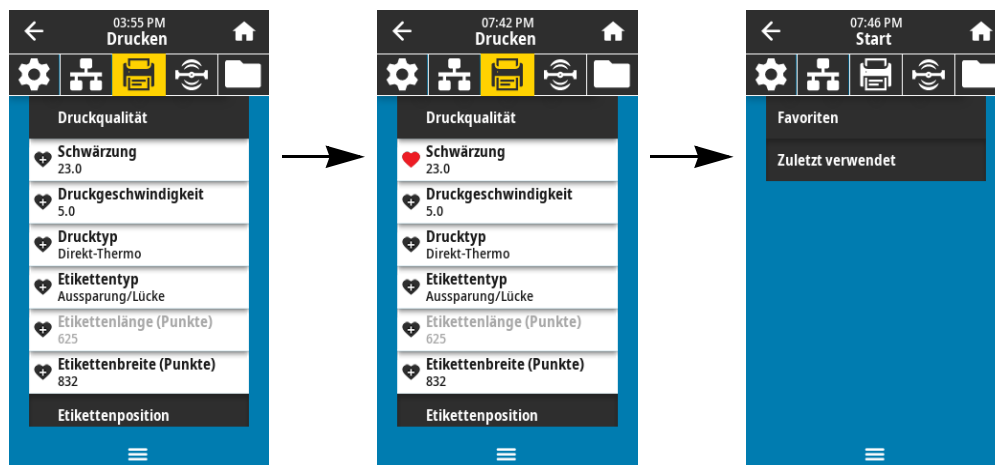 03:55 PM
Drucken
Druckqualität
Schwärzung
23.0
Druckgeschwindigkeit
5.0
Drucktyp
Direkt-Thermo
Etikettentyp
Aussparung/Lücke
Etikettenlänge (Punkte)
625
Etikettenbreite (Punkte)
832
Etikettenposition
07:42 PM
Drucken
Druckqualität
Schwärzung
23.0
Druckgeschwindigkeit
5.0
Drucktyp
Direkt-Thermo
Etikettentyp
Aussparung/Lücke
Etikettenlänge (Punkte)
625
Etikettenbreite (Punkte)
832
Etikettenposition
07:46 PM
Start
Favoriten
Zuletzt verwendet